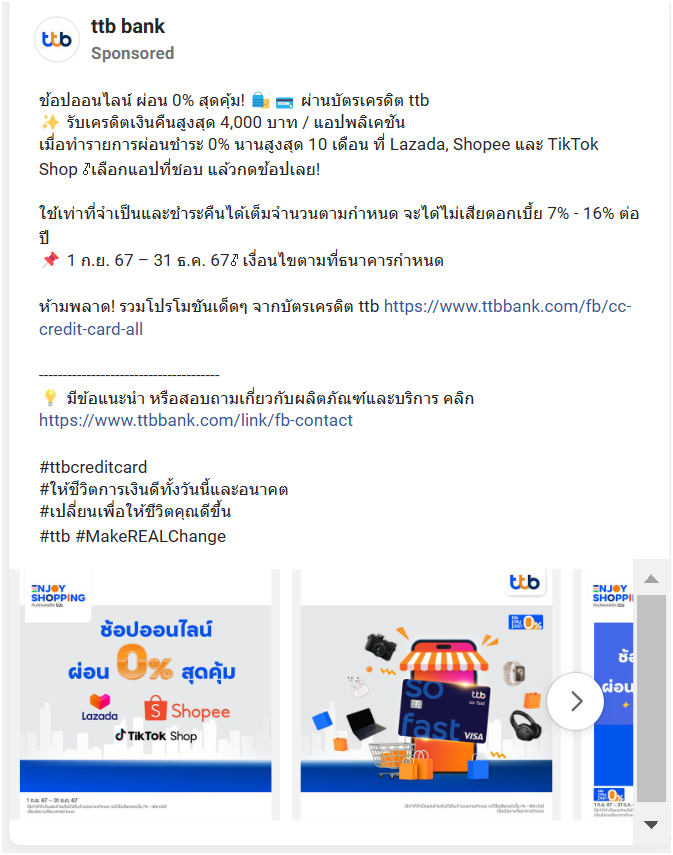 ttb
ttb bank
Sponsored
ช้อปออนไลน์ ผ่อน 0% สุดคุ้ม! 🛍️ 💳 ผ่านบัตรเครดิต ttb
✨ รับเครดิตเงินคืนสูงสุด 4,000 บาท / แอปพลิเคชัน
เมื่อทำรายการผ่อนชำระ 0% นานสูงสุด 10 เดือน ที่ Lazada, Shopee และ TikTok
Shop เลือกแอปที่ชอบ แล้วกดช้อปเลย!
ใช้เท่าที่จำเป็นและชำระคืนได้เต็มจำนวนตามกำหนด จะได้ไม่เสียดอกเบี้ย 7% - 16% ต่อ
ปี
📌 1 ก.ย. 67 – 31 ธ.ค. 67 เงื่อนไขตามที่ธนาคารกำหนด
ห้ามพลาด! รวมโปรโมชันเด็ดๆ จากบัตรเครดิต ttb https://www.ttbbank.com/fb/cc-
credit-card-all
--------------------------------------
💡 มีข้อแนะนำ หรือสอบถามเกี่ยวกับผลิตภัณฑ์และบริการ คลิก
https://www.ttbbank.com/link/fb-contact
#ttbcreditcard
#ให้ชีวิตการเงินดีทั้งวันนี้และอนาคต
#เปลี่ยนเพื่อให้ชีวิตคุณดีขึ้น
#ttb #MakeREALChange
ENJOY
SHOPPING
กับบัตรเครดิต ttb
ช้อปออนไลน์
ผ่อน 0% สุดคุ้ม
Lazada
Shopee
TikTok Shop
1 ก.ย. 67 – 31 ธ.ค. 67
ttb
0%
so
fast
ttb
so fast
VISA
ENJOY
SHOPPI
0%